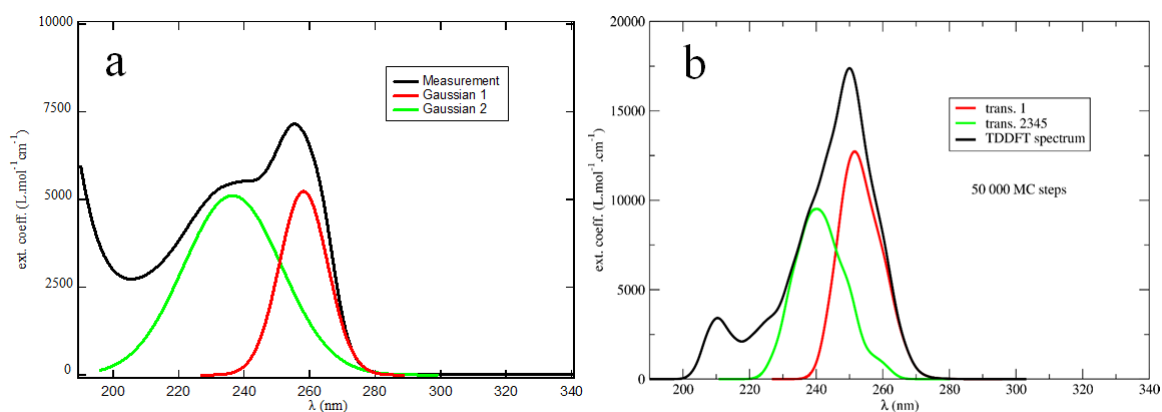 a
10000
7500
5000
2500
0
ext. coeff. (L.mol⁻¹ cm⁻¹)
Measurement
Gaussian 1
Gaussian 2
200 220 240 260 280 300 320 340
λ (nm)
b
20000
17500
15000
10000
5000
0
ext. coeff. (L.mol⁻¹.cm⁻¹)
trans. 1
trans. 2345
TDDFT spectrum
50 000 MC steps
200 220 240 260 280 300 320 340
λ (nm)